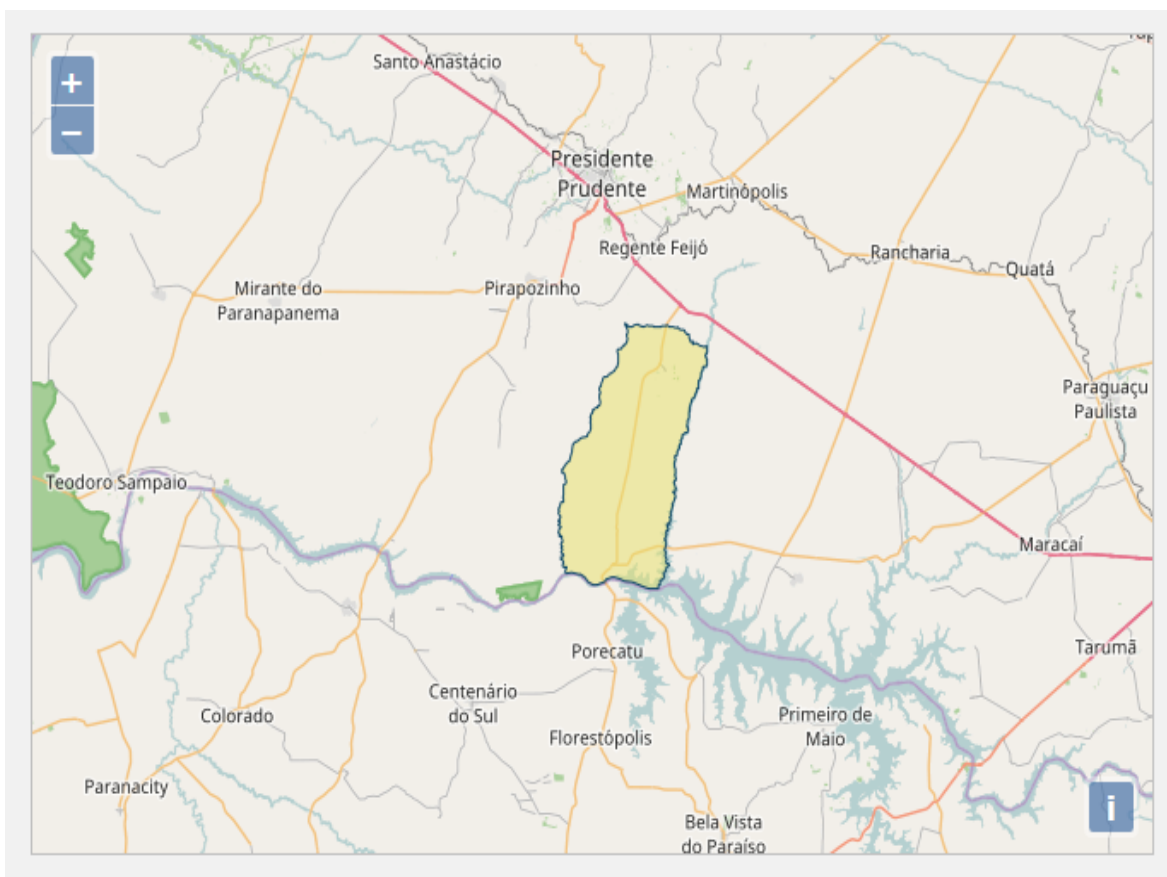 +
−
Santo Anastácio
Presidente
Prudente
Martinópolis
Regente Feijó
Rancharia
Quatá
Mirante do
Paranapanema
Pirapozinho
Paraguaçu
Paulista
Teodoro Sampaio
Maracaí
Porecatu
Tarumã
Centenário
do Sul
Colorado
Primeiro de
Maio
Florestópolis
Paranacity
i
Bela Vista
do Paraíso